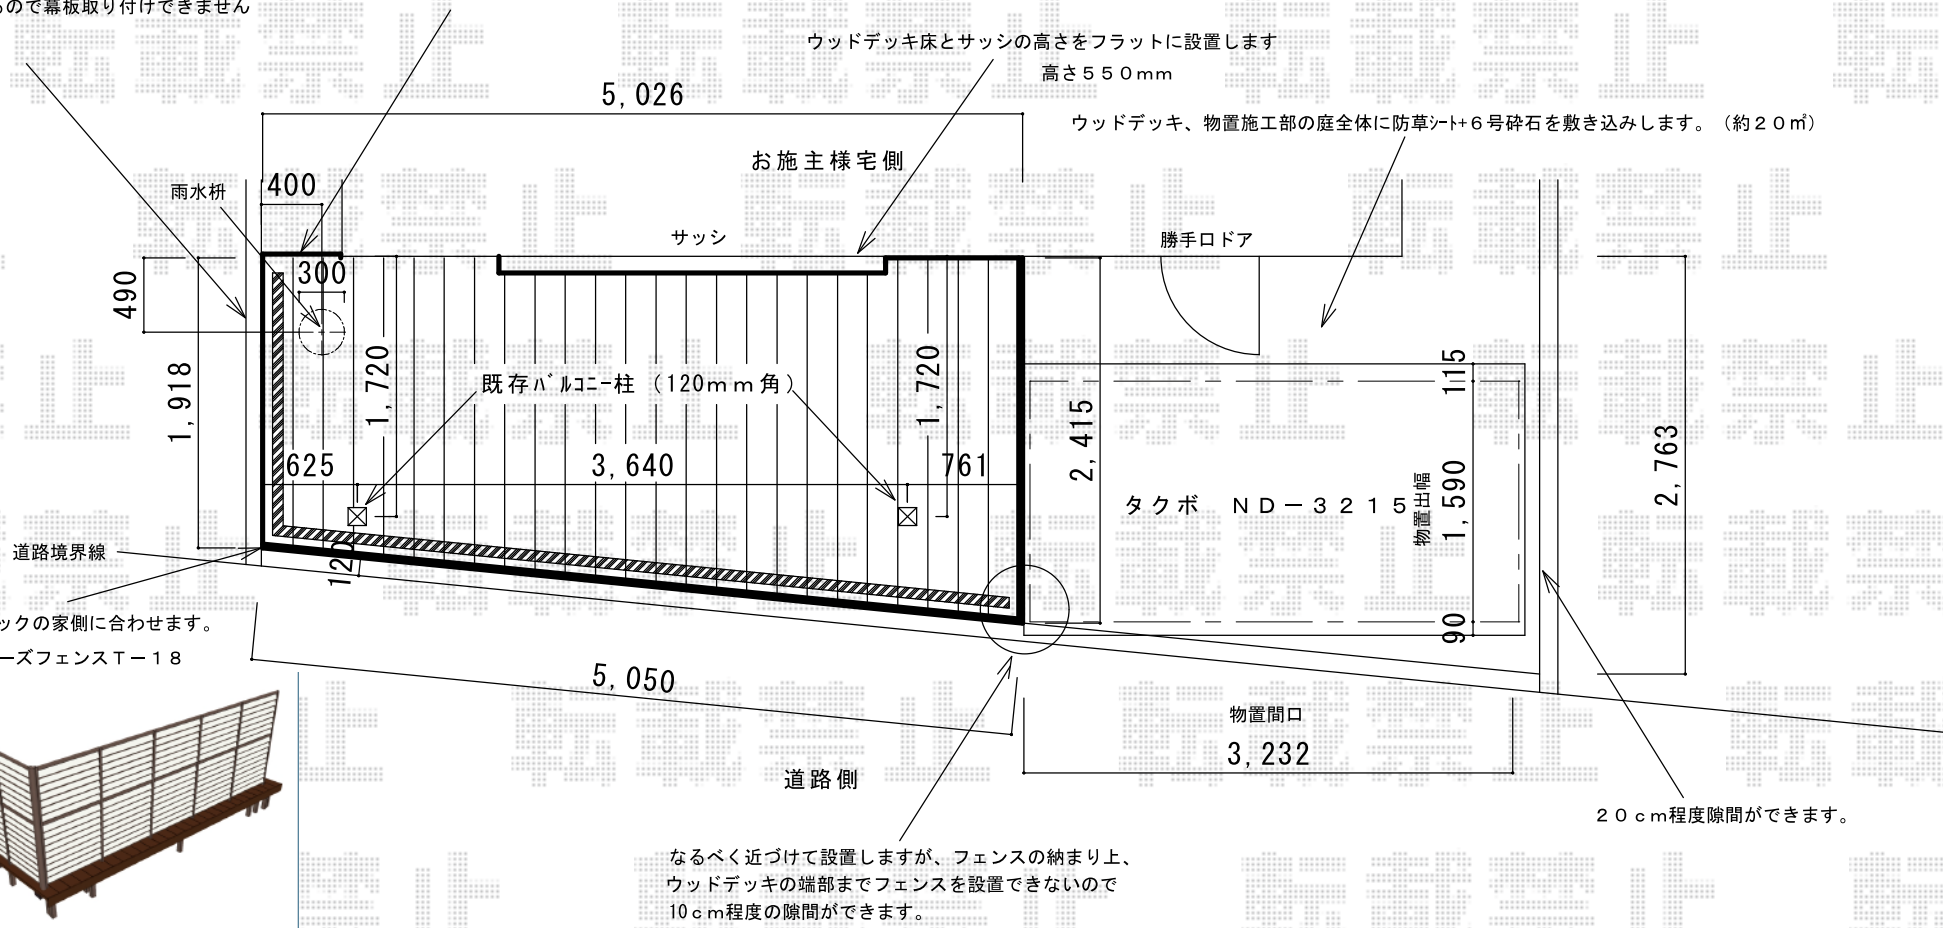 ので幕板取り付けできません
ウッドデッキ床とサッシの高さをフラットに設置します
高さ５５０mm
5,026
ウッドデッキ、物置施工部の庭全体に防草ｼｰﾄ+６号砕石を敷き込みします。（約２０㎡）
お施主様宅側
雨水枡
400
サッシ
勝手口ドア
300
490
1,918
1,720
既存ﾊﾞﾙｺﾆｰ柱（120ｍｍ角）
1,720
2,415
115
625
3,640
761
タクボ　ＮＤ－３２１５
物置出幅
1,590
2,763
道路境界線
120
90
ックの家側に合わせます。
ーズフェンスＴ－１８
5,050
物置間口
3,232
道路側
２０ｃｍ程度隙間ができます。
なるべく近づけて設置しますが、フェンスの納まり上、
ウッドデッキの端部までフェンスを設置できないので
10ｃｍ程度の隙間ができます。
転載禁止